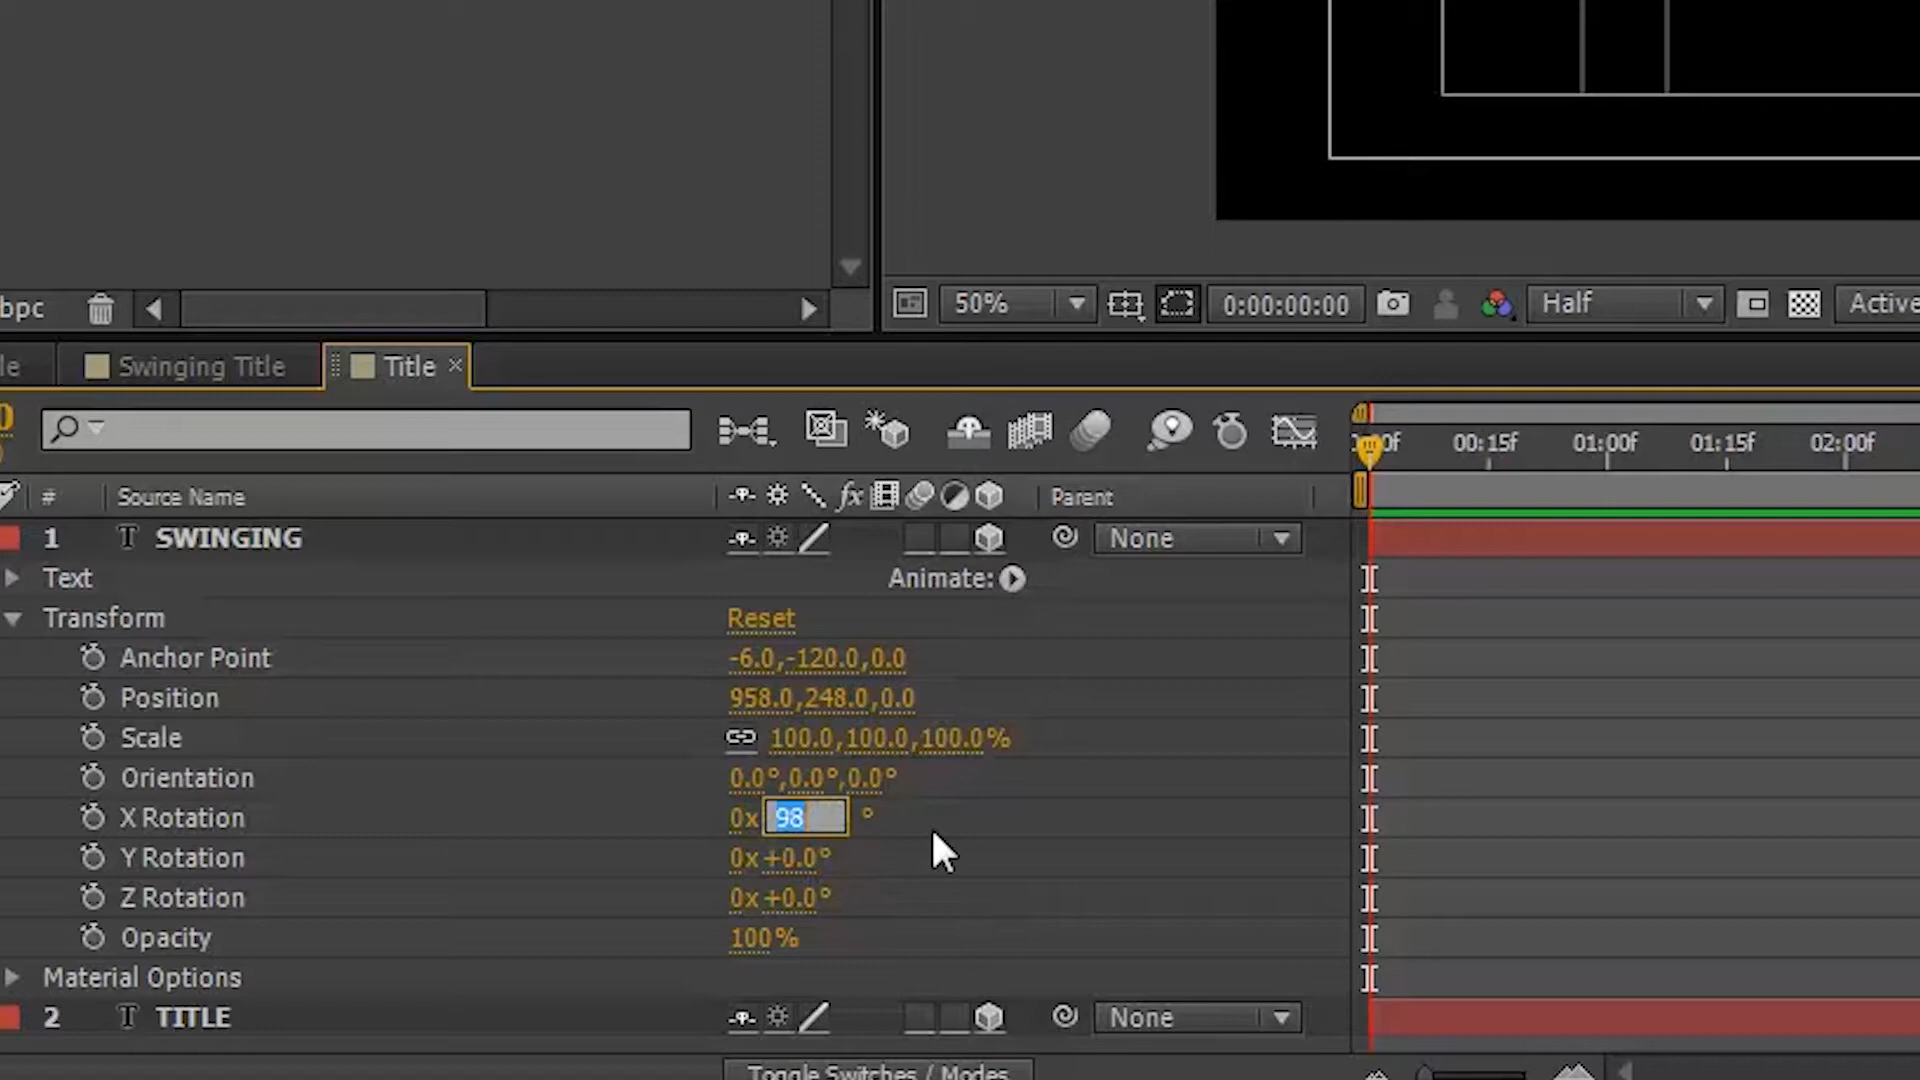 bpc
50%
0:00:00:00
Half
Active
le
Swinging Title
Title
0
00f 00:15f 01:00f 01:15f 02:00f
# Source Name
fx
Parent
1 T SWINGING
None
Text
Animate:
Transform
Reset
Anchor Point
-6.0,-120.0,0.0
Position
958.0,248.0,0.0
Scale
100.0,100.0,100.0%
Orientation
0.0°,0.0°,0.0°
X Rotation
0x 98 °
Y Rotation
0x+0.0°
Z Rotation
0x+0.0°
Opacity
100%
Material Options
2 T TITLE
None
Toggle Switches / Modes